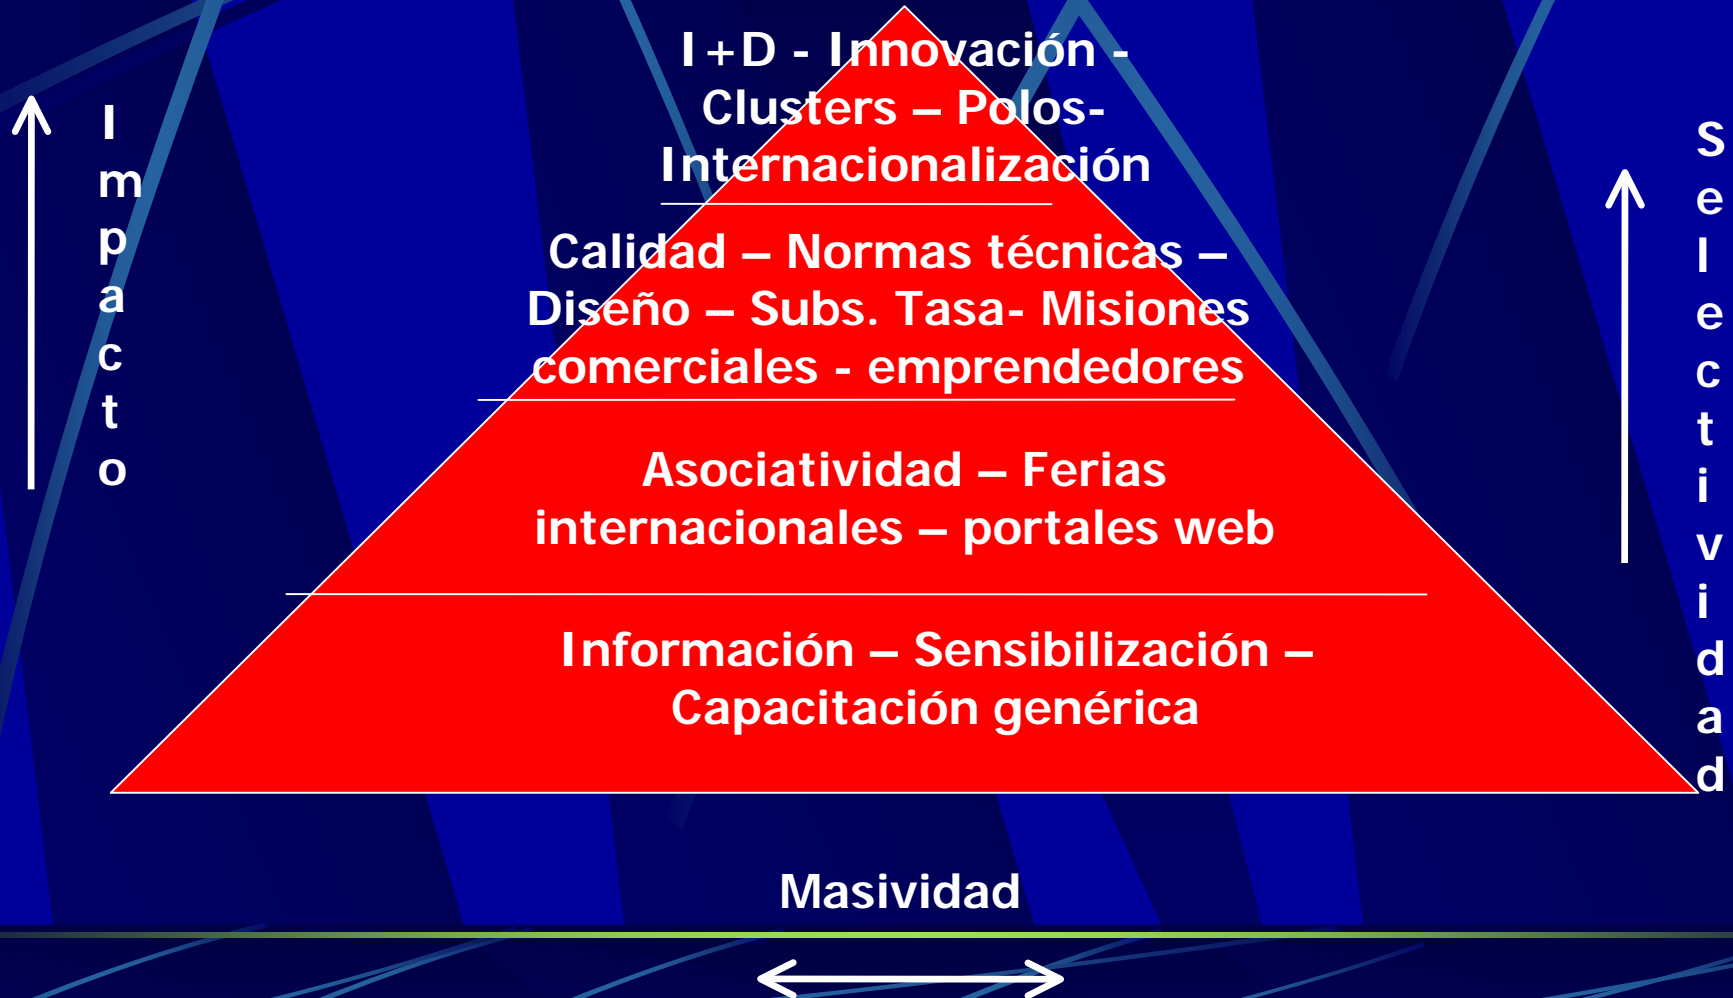 I+D - Innovación -
Clusters – Polos-
Internacionalización
Impacto
Selectividad
Calidad – Normas técnicas –
Diseño – Subs. Tasa- Misiones
comerciales - emprendedores
Asociatividad – Ferias
internacionales – portales web
Información – Sensibilización –
Capacitación genérica
Masividad